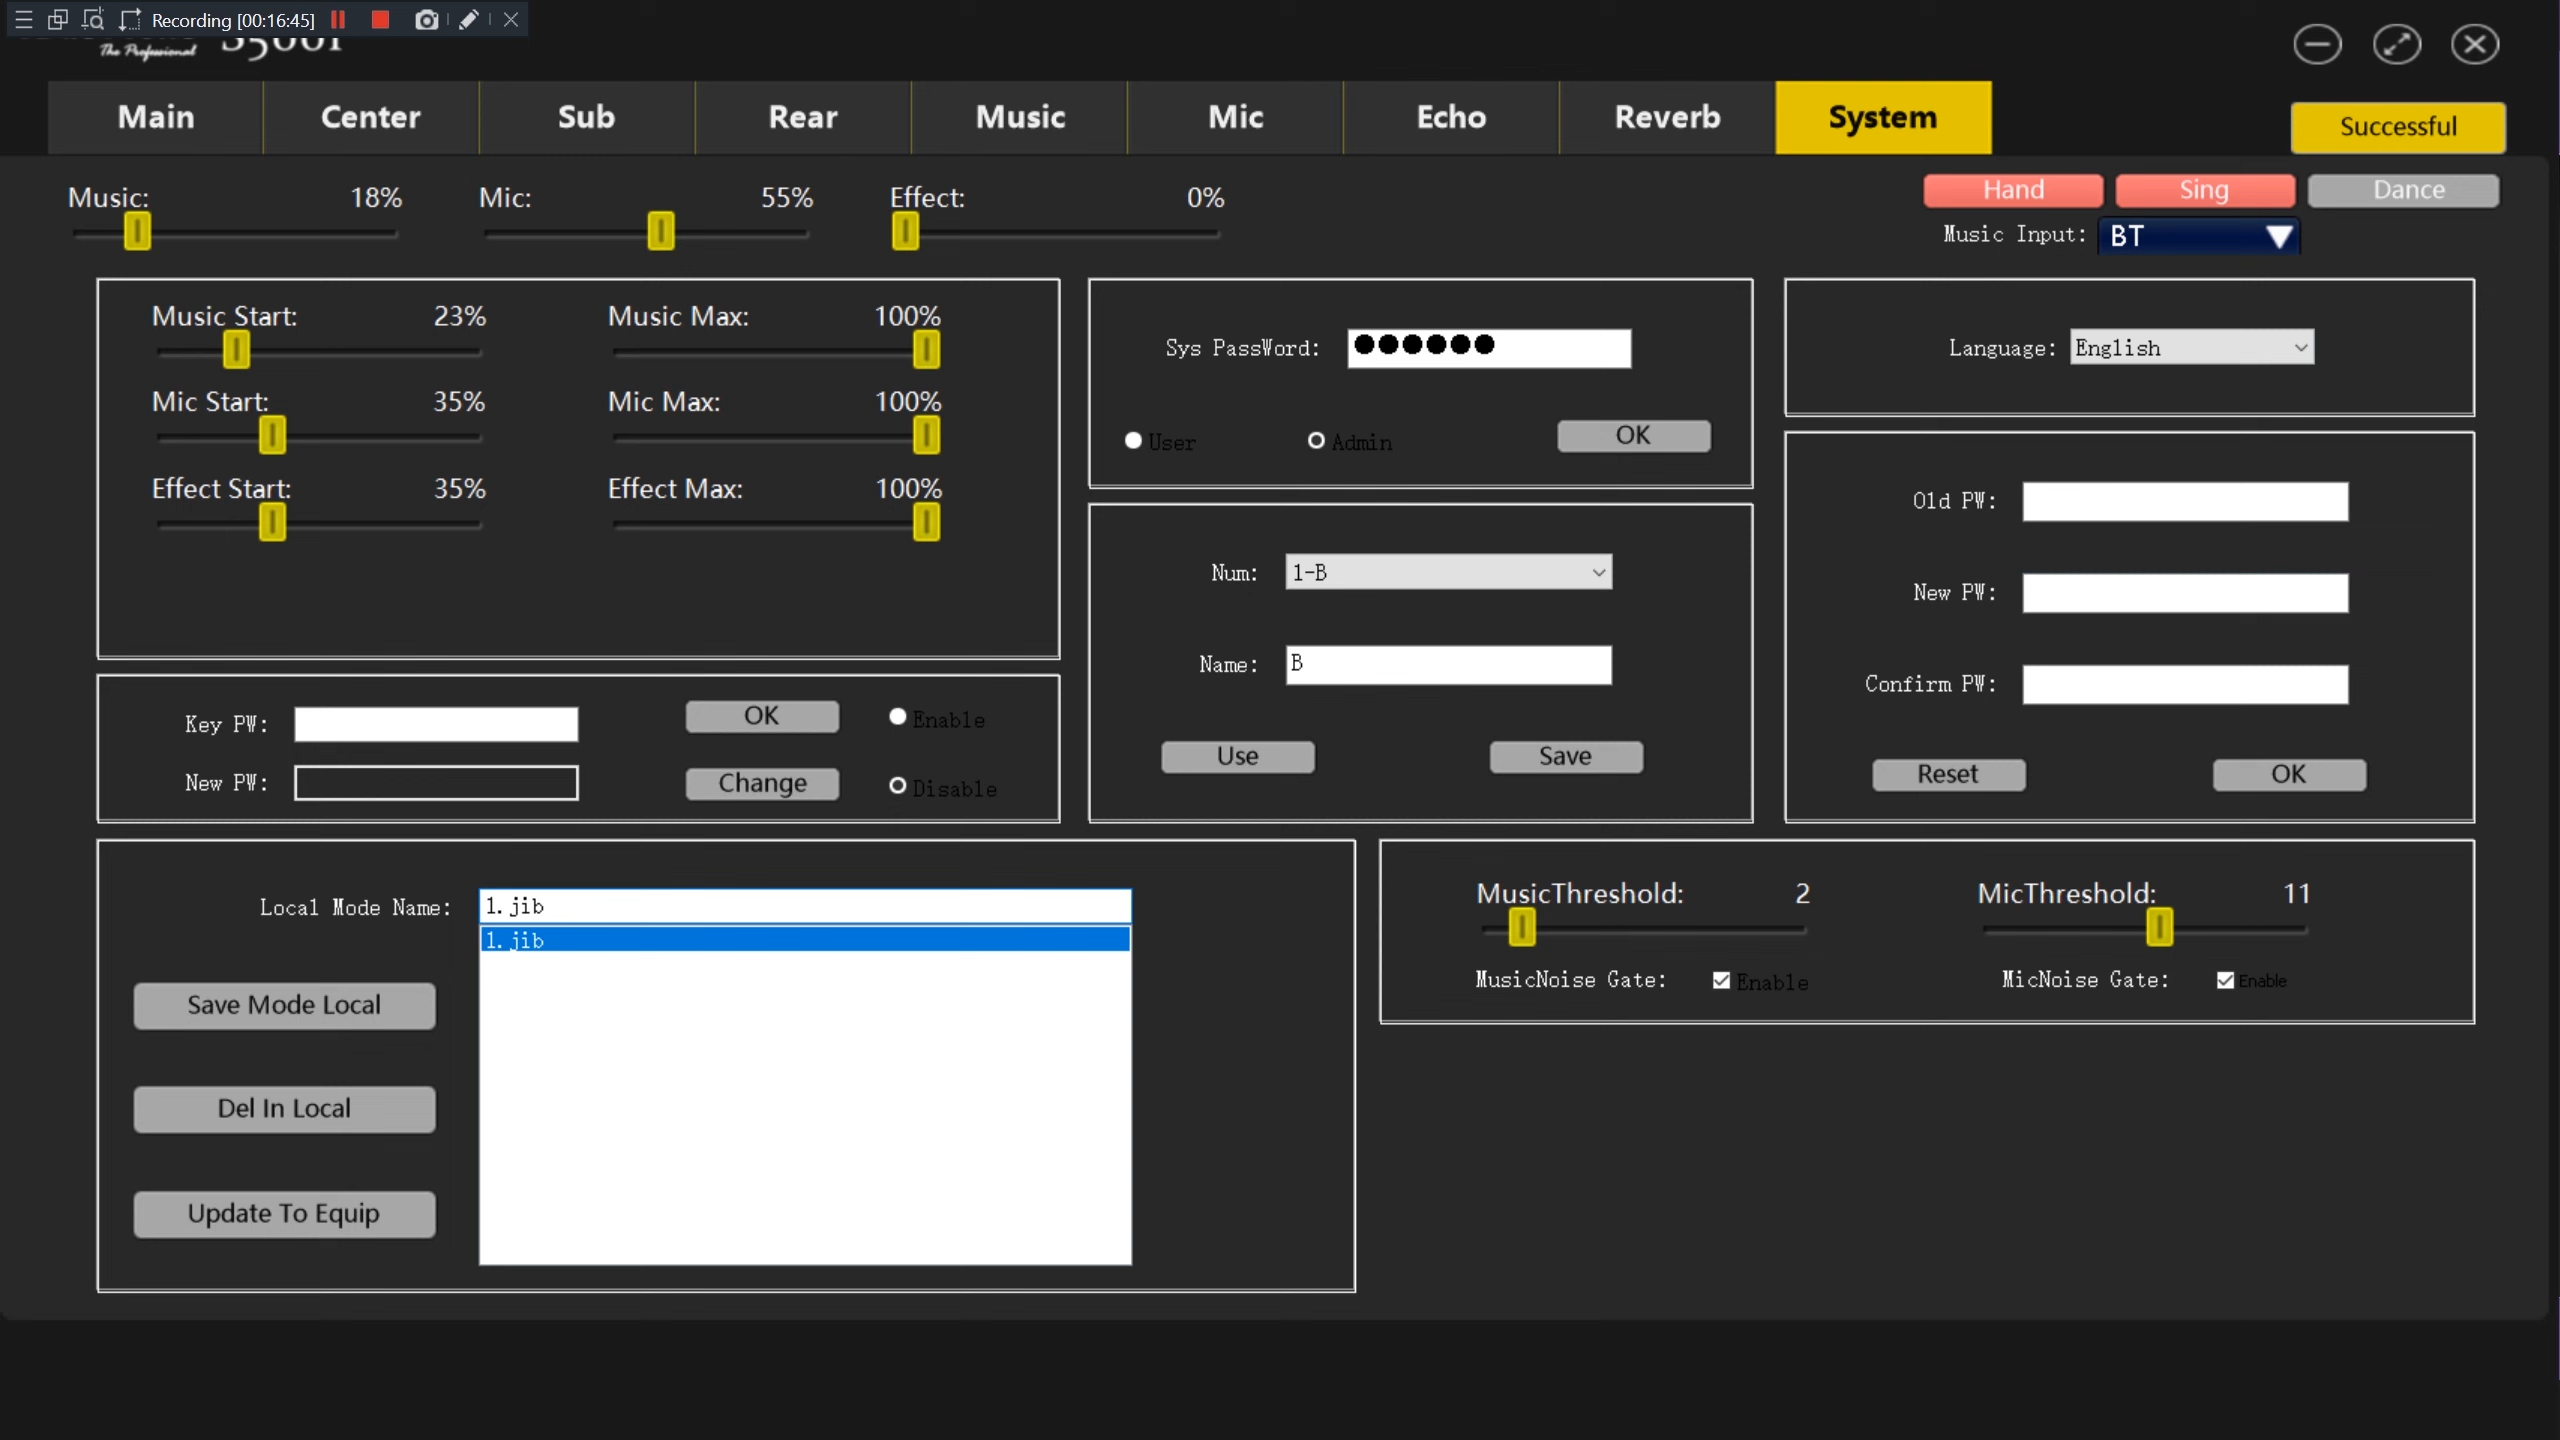 Recording [00:16:45]
The Professional
Main Center Sub Rear Music Mic Echo Reverb System
Successful
Music: 18% Mic: 55% Effect: 0%
Hand Sing Dance
Music Input: BT
Music Start: 23% Music Max: 100%
Mic Start: 35% Mic Max: 100%
Effect Start: 35% Effect Max: 100%
Sys PassWord: ●●●●●●
User Admin OK
Language: English
Num: 1-B
Name: B
Use Save
Old PW:
New PW:
Confirm PW:
Reset OK
Key PW: OK Enable
New PW: Change Disable
Local Mode Name: 1.jib
1.jib
Save Mode Local
Del In Local
Update To Equip
MusicThreshold: 2 MicThreshold: 11
MusicNoise Gate: Enable MicNoise Gate: Enable